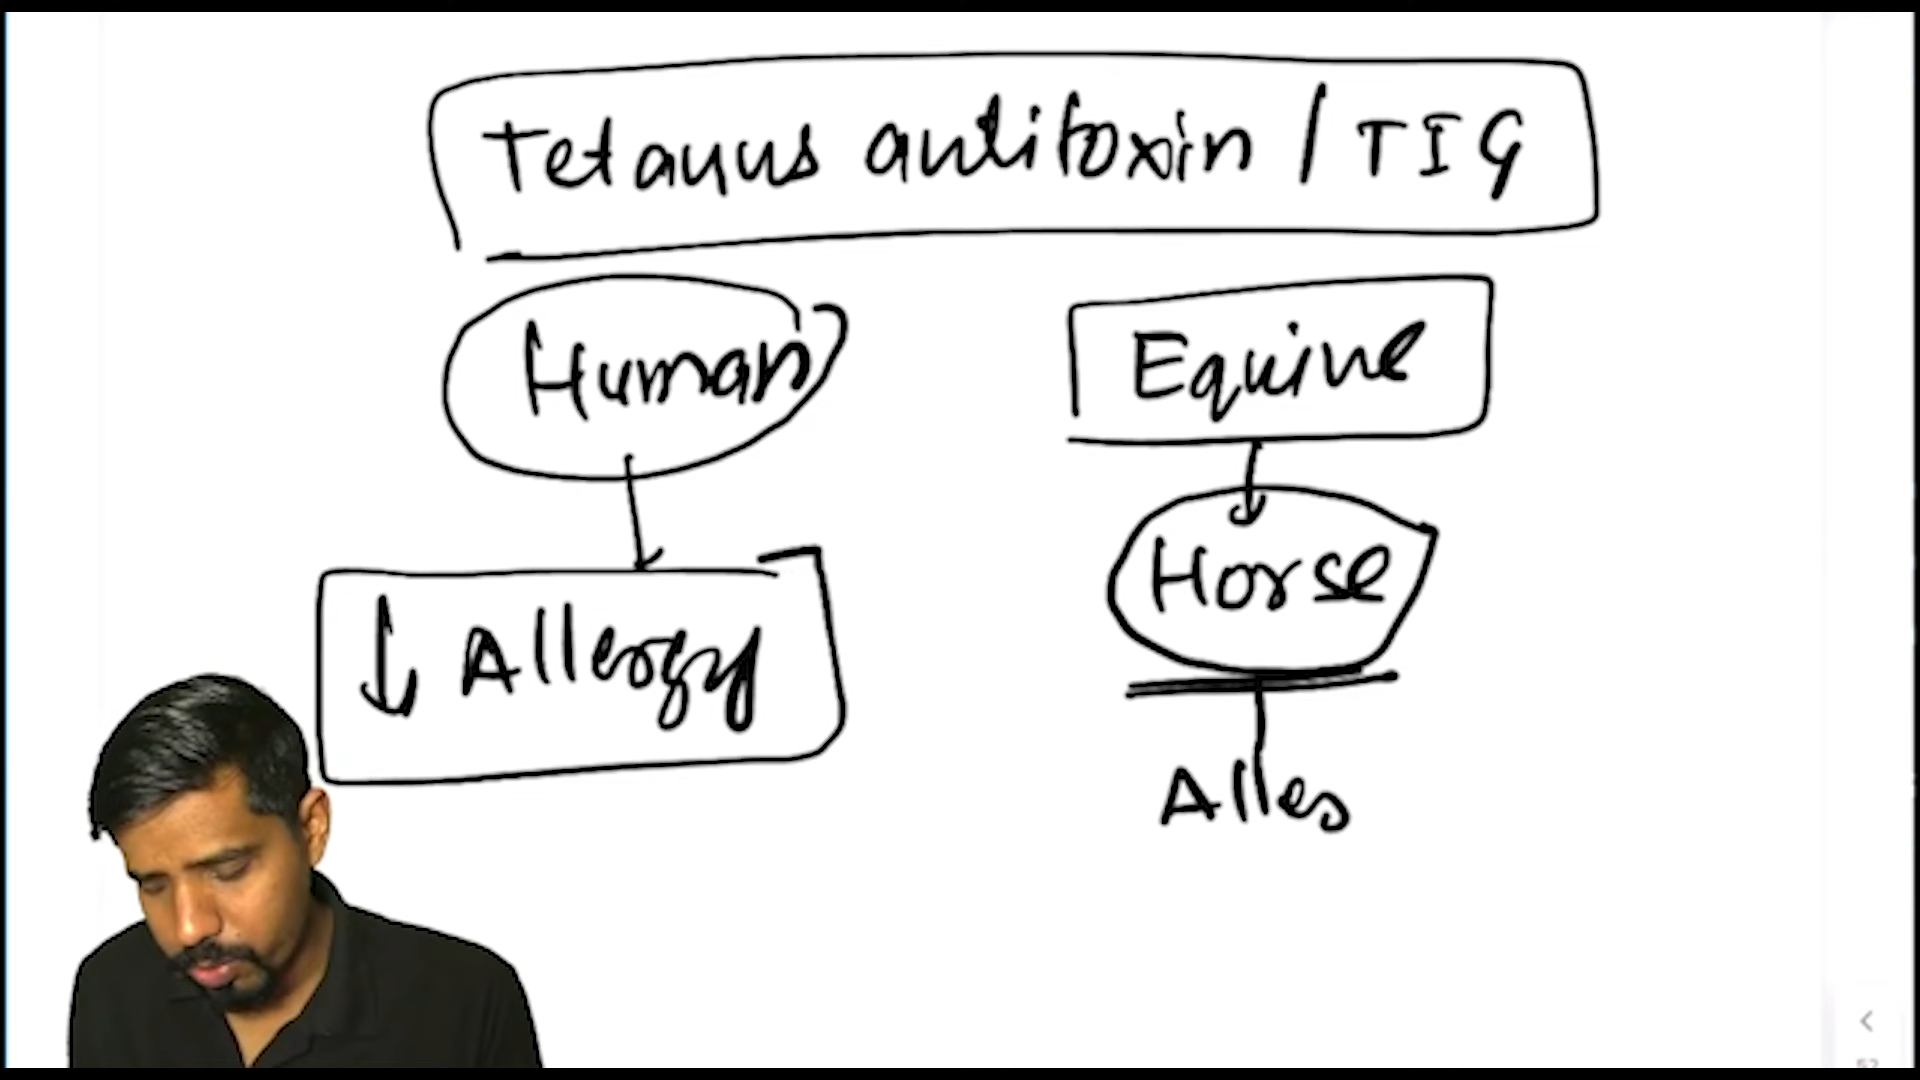 Tetanus antitoxin / TIG
Human
Equine
Horse
↓ Allergy
Alles